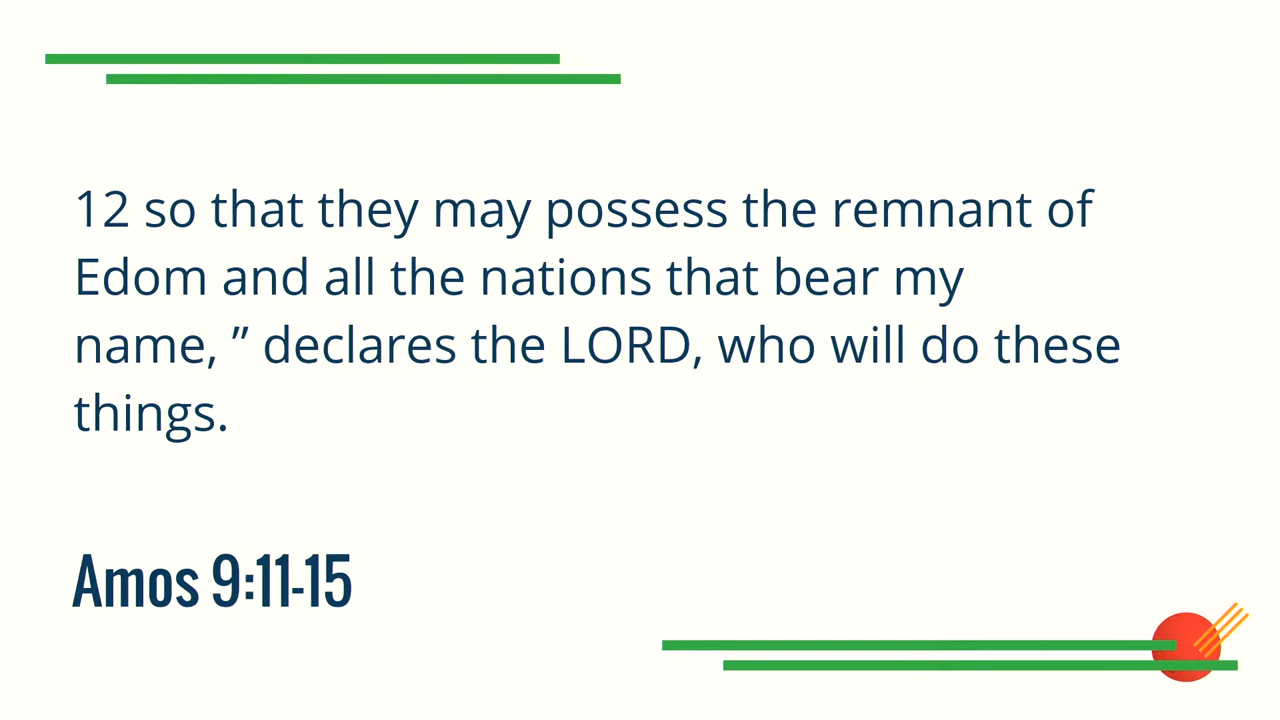 12 so that they may possess the remnant of
Edom and all the nations that bear my
name, ” declares the LORD, who will do these
things.
Amos 9:11-15